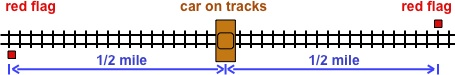 red flag
car on tracks
red flag
1/2 mile
1/2 mile